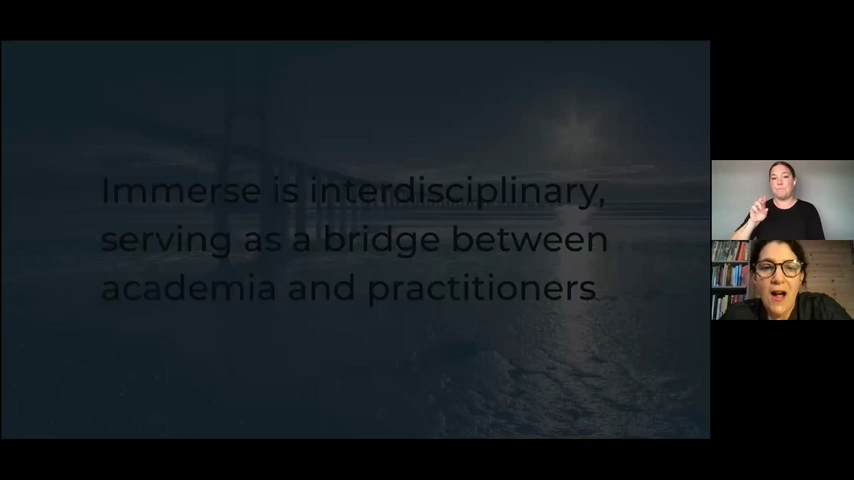 Immerse is interdisciplinary,
serving as a bridge between
academia and practitioners